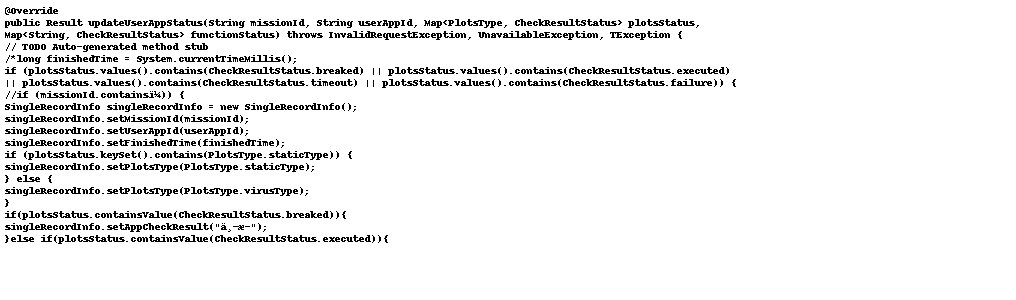 @Override
public Result updateUserAppStatus(String missionId, String userAppId, Map<PlotsType, CheckResultStatus> plotsStatus,
Map<String, CheckResultStatus> functionStatus) throws InvalidRequestException, UnavailableException, TException {
// TODO Auto-generated method stub
/*long finishedTime = System.currentTimeMillis();
if (plotsStatus.values().contains(CheckResultStatus.breaked) || plotsStatus.values().contains(CheckResultStatus.executed)
|| plotsStatus.values().contains(CheckResultStatus.timeout) || plotsStatus.values().contains(CheckResultStatus.failure)) {
//if (missionId.containsï¼) {
SingleRecordInfo singleRecordInfo = new SingleRecordInfo();
singleRecordInfo.setMissionId(missionId);
singleRecordInfo.setUserAppId(userAppId);
singleRecordInfo.setFinishedTime(finishedTime);
if (plotsStatus.keySet().contains(PlotsType.staticType)) {
singleRecordInfo.setPlotsType(PlotsType.staticType);
} else {
singleRecordInfo.setPlotsType(PlotsType.virusType);
}
if(plotsStatus.containsValue(CheckResultStatus.breaked)){
singleRecordInfo.setAppCheckResult("ä¸­æ­");
}else if(plotsStatus.containsValue(CheckResultStatus.executed)){